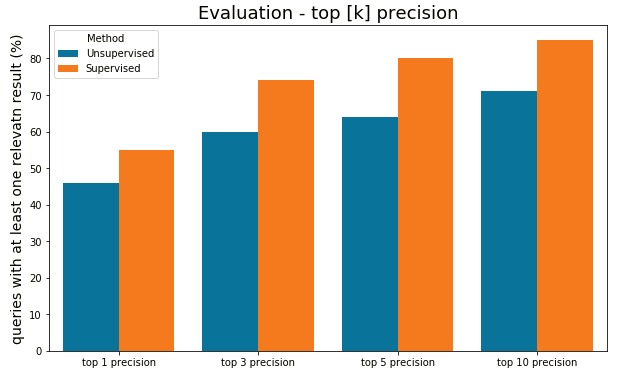 Evaluation - top [k] precision
queries with at least one relevatn result (%)
Method
Unsupervised
Supervised
80
70
60
50
40
30
20
10
0
top 1 precision
top 3 precision
top 5 precision
top 10 precision